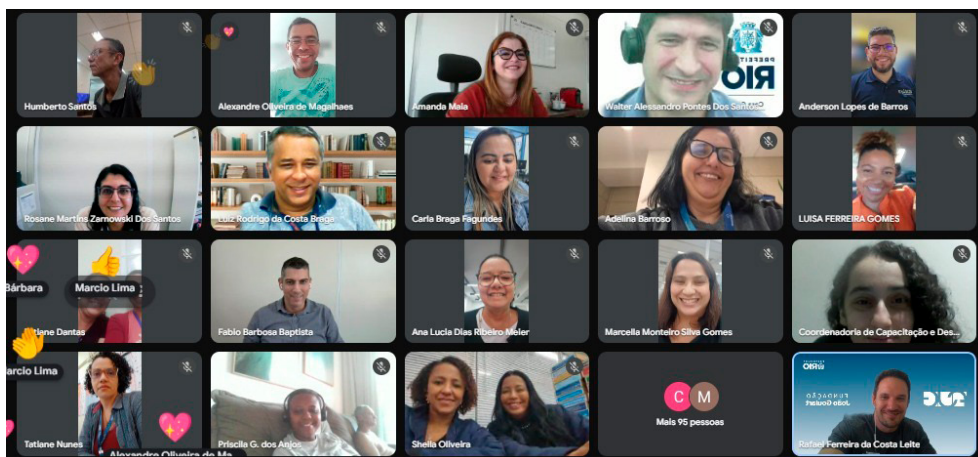 Humberto Santos
Alexandre Oliveira de Magalhaes
Amanda Maia
PREFEITURA
RIO
Walter Alessandro Pontes Dos Santos
Anderson Lopes de Barros
Rosane Martins Zarnowski Dos Santos
Luiz Rodrigo da Costa Braga
Carla Braga Fagundes
Adelina Barroso
LUISA FERREIRA GOMES
Bárbara
Marcio Lima
Fabio Barbosa Baptista
Ana Lucia Dias Ribeiro Meier
Marcella Monteiro Silva Gomes
Coordenadoria de Capacitação e Des...
Marcio Lima
Tatiane Nunes
Alexandre Oliveira de Ma...
Priscila G. dos Anjos
Sheila Oliveira
C M
Mais 95 pessoas
RIO
FUNDAÇÃO
João Goulart
Rafael Ferreira da Costa Leite